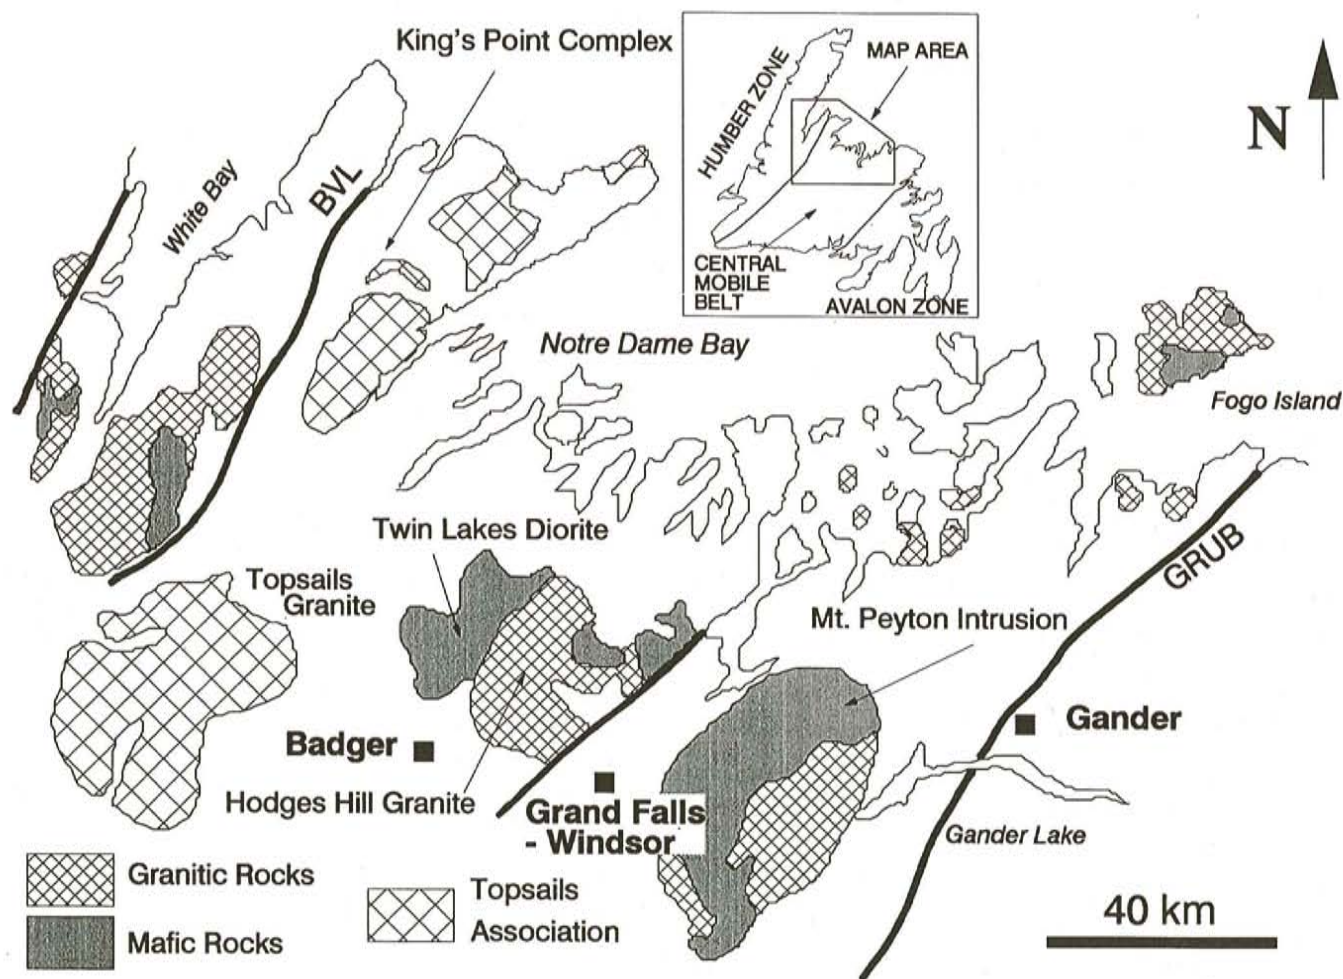 King's Point Complex
MAP AREA
HUMBER ZONE
N
White Bay
BVL
CENTRAL
MOBILE
BELT
AVALON ZONE
Notre Dame Bay
Fogo Island
Twin Lakes Diorite
GRUB
Topsails
Granite
Mt. Peyton Intrusion
Gander
Badger
Hodges Hill Granite
Grand Falls
- Windsor
Gander Lake
Granitic Rocks
Mafic Rocks
Topsails
Association
40 km